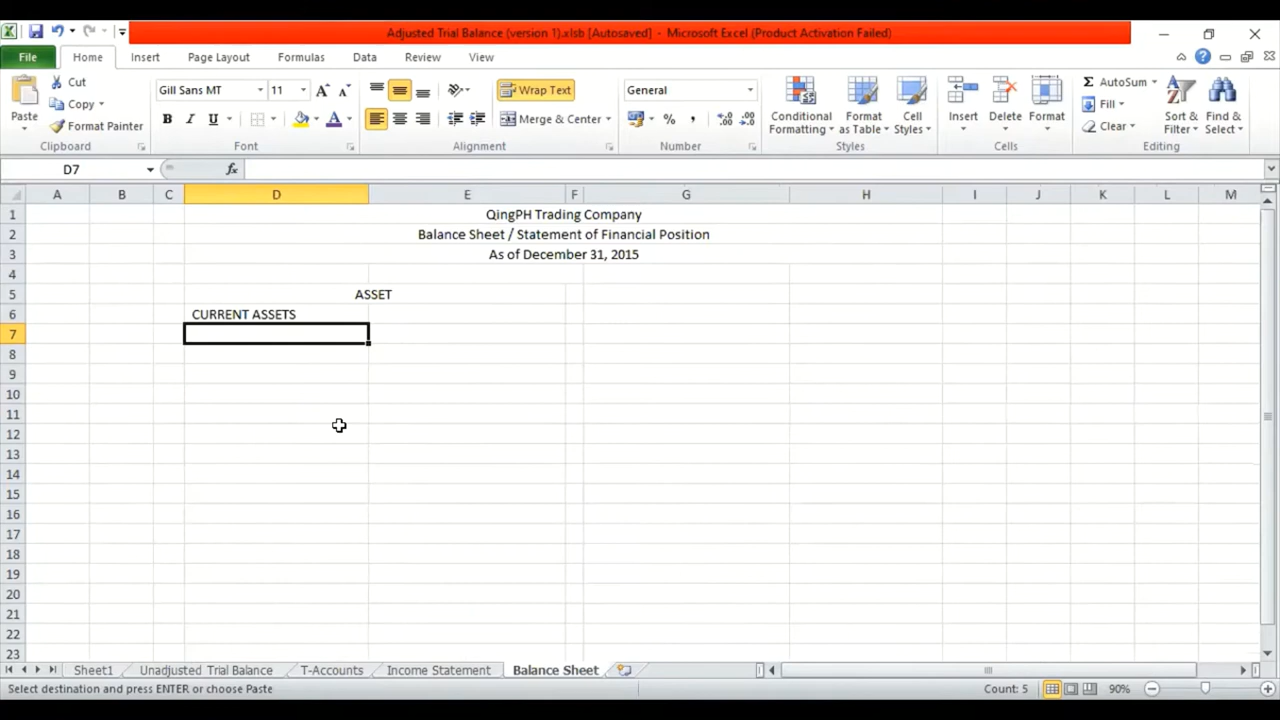 Adjusted Trial Balance (version 1).xlsb [Autosaved] - Microsoft Excel (Product Activation Failed)
File Home Insert Page Layout Formulas Data Review View
Paste
Cut
Copy
Format Painter
Clipboard
Gill Sans MT 11
B I U
Font
Wrap Text
Merge & Center
Alignment
General
%
Number
Conditional Formatting
Format as Table
Cell Styles
Styles
Insert Delete Format
Cells
AutoSum
Fill
Clear
Sort & Filter
Find & Select
Editing
D7 fx
A B C D E F G H I J K L M
1 QingPH Trading Company
2 Balance Sheet / Statement of Financial Position
3 As of December 31, 2015
4
5 ASSET
6 CURRENT ASSETS
7
8
9
10
11
12
13
14
15
16
17
18
19
20
21
22
23
Sheet1 Unadjusted Trial Balance T-Accounts Income Statement Balance Sheet
Select destination and press ENTER or choose Paste Count: 5 90%